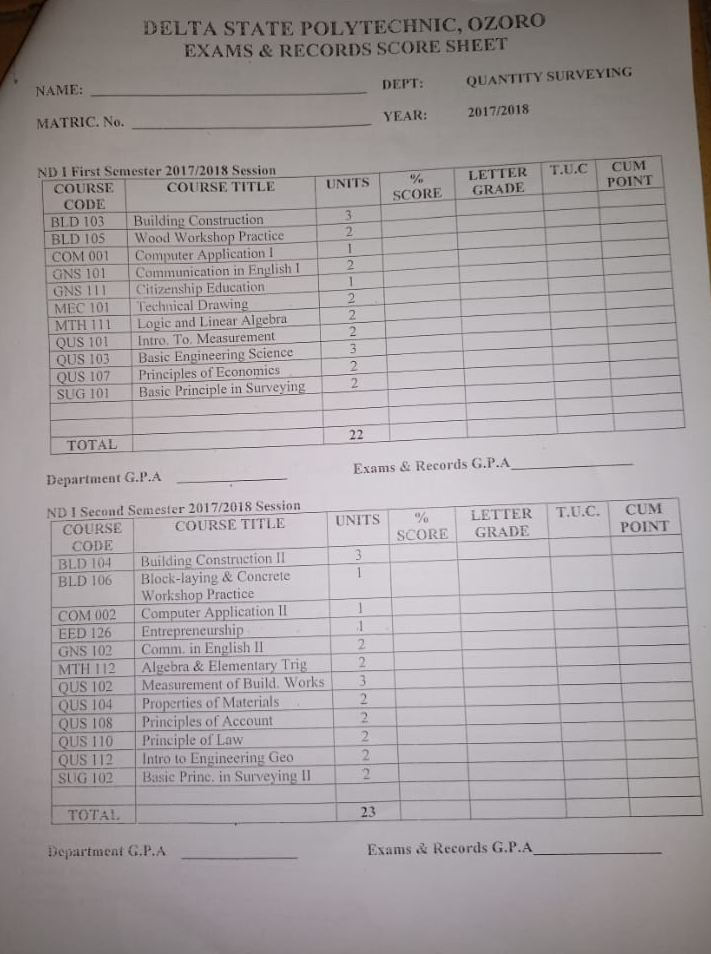 DELTA STATE POLYTECHNIC, OZORO
EXAMS & RECORDS SCORE SHEET
NAME: DEPT: QUANTITY SURVEYING
MATRIC. No. YEAR: 2017/2018
ND I First Semester 2017/2018 Session
COURSE CODE COURSE TITLE UNITS % SCORE LETTER GRADE T.U.C CUM POINT
BLD 103 Building Construction 3
BLD 105 Wood Workshop Practice 2
COM 001 Computer Application I 1
GNS 101 Communication in English I 2
GNS 111 Citizenship Education 1
MEC 101 Technical Drawing 2
MTH 111 Logic and Linear Algebra 2
QUS 101 Intro. To. Measurement 2
QUS 103 Basic Engineering Science 3
QUS 107 Principles of Economics 2
SUG 101 Basic Principle in Surveying 2
TOTAL 22
Department G.P.A Exams & Records G.P.A
ND I Second Semester 2017/2018 Session
COURSE CODE COURSE TITLE UNITS % SCORE LETTER GRADE T.U.C. CUM POINT
BLD 104 Building Construction II 3
BLD 106 Block-laying & Concrete 1
Workshop Practice
COM 002 Computer Application II 1
EED 126 Entrepreneurship 1
GNS 102 Comm. in English II 2
MTH 112 Algebra & Elementary Trig 2
QUS 102 Measurement of Build. Works 3
QUS 104 Properties of Materials 2
QUS 108 Principles of Account 2
QUS 110 Principle of Law 2
QUS 112 Intro to Engineering Geo 2
SUG 102 Basic Princ. in Surveying II 2
TOTAL 23
Department G.P.A Exams & Records G.P.A